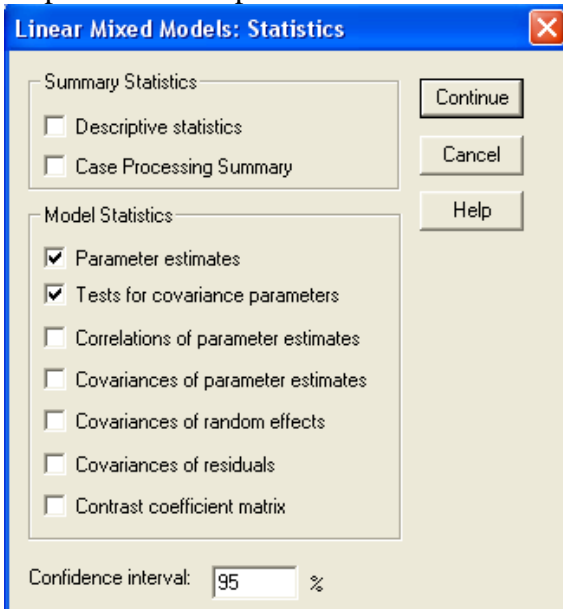 Linear Mixed Models: Statistics
Summary Statistics
Descriptive statistics
Case Processing Summary
Continue
Cancel
Help
Model Statistics
Parameter estimates
Tests for covariance parameters
Correlations of parameter estimates
Covariances of parameter estimates
Covariances of random effects
Covariances of residuals
Contrast coefficient matrix
Confidence interval: 95 %